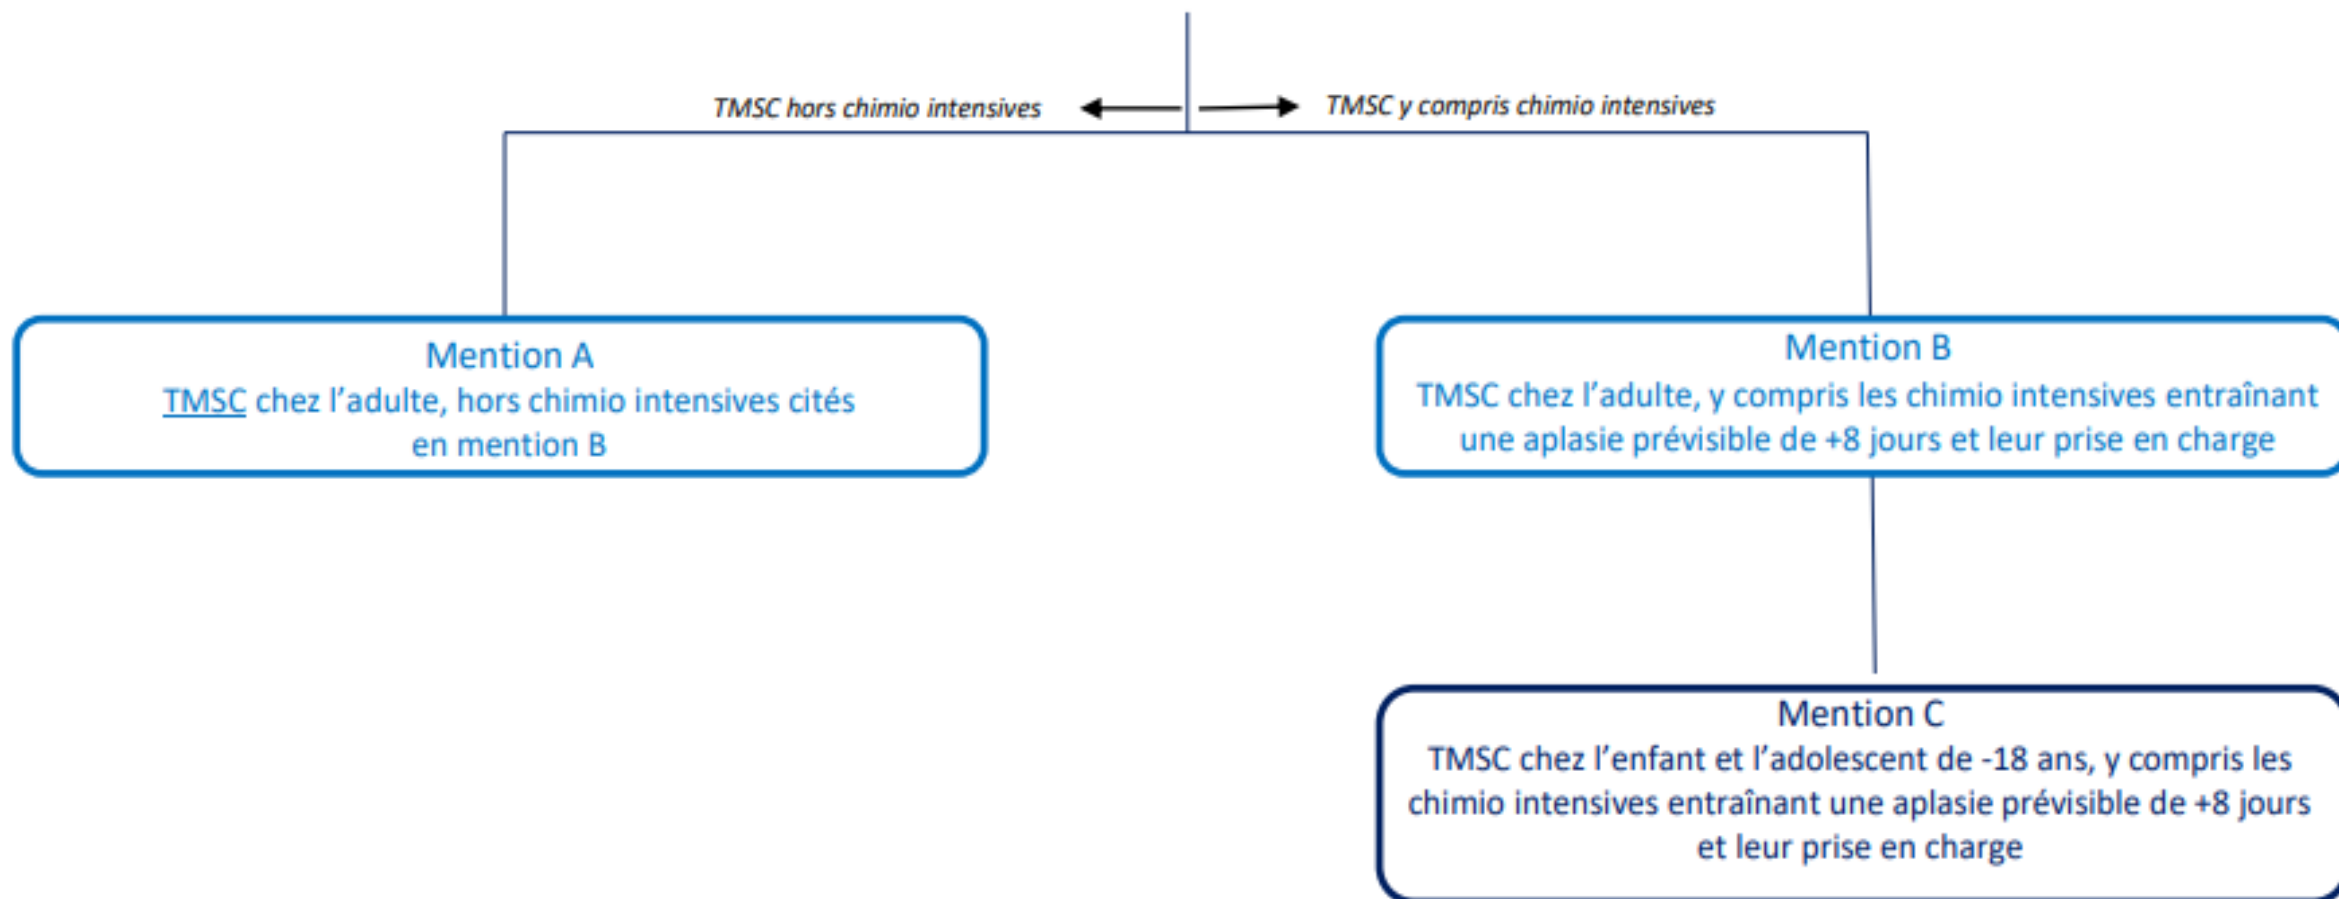 TMSC hors chimio intensives
TMSC y compris chimio intensives
Mention A
TMSC chez l'adulte, hors chimio intensives cités
en mention B
Mention B
TMSC chez l'adulte, y compris les chimio intensives entraînant
une aplasie prévisible de +8 jours et leur prise en charge
Mention C
TMSC chez l'enfant et l'adolescent de -18 ans, y compris les
chimio intensives entraînant une aplasie prévisible de +8 jours
et leur prise en charge